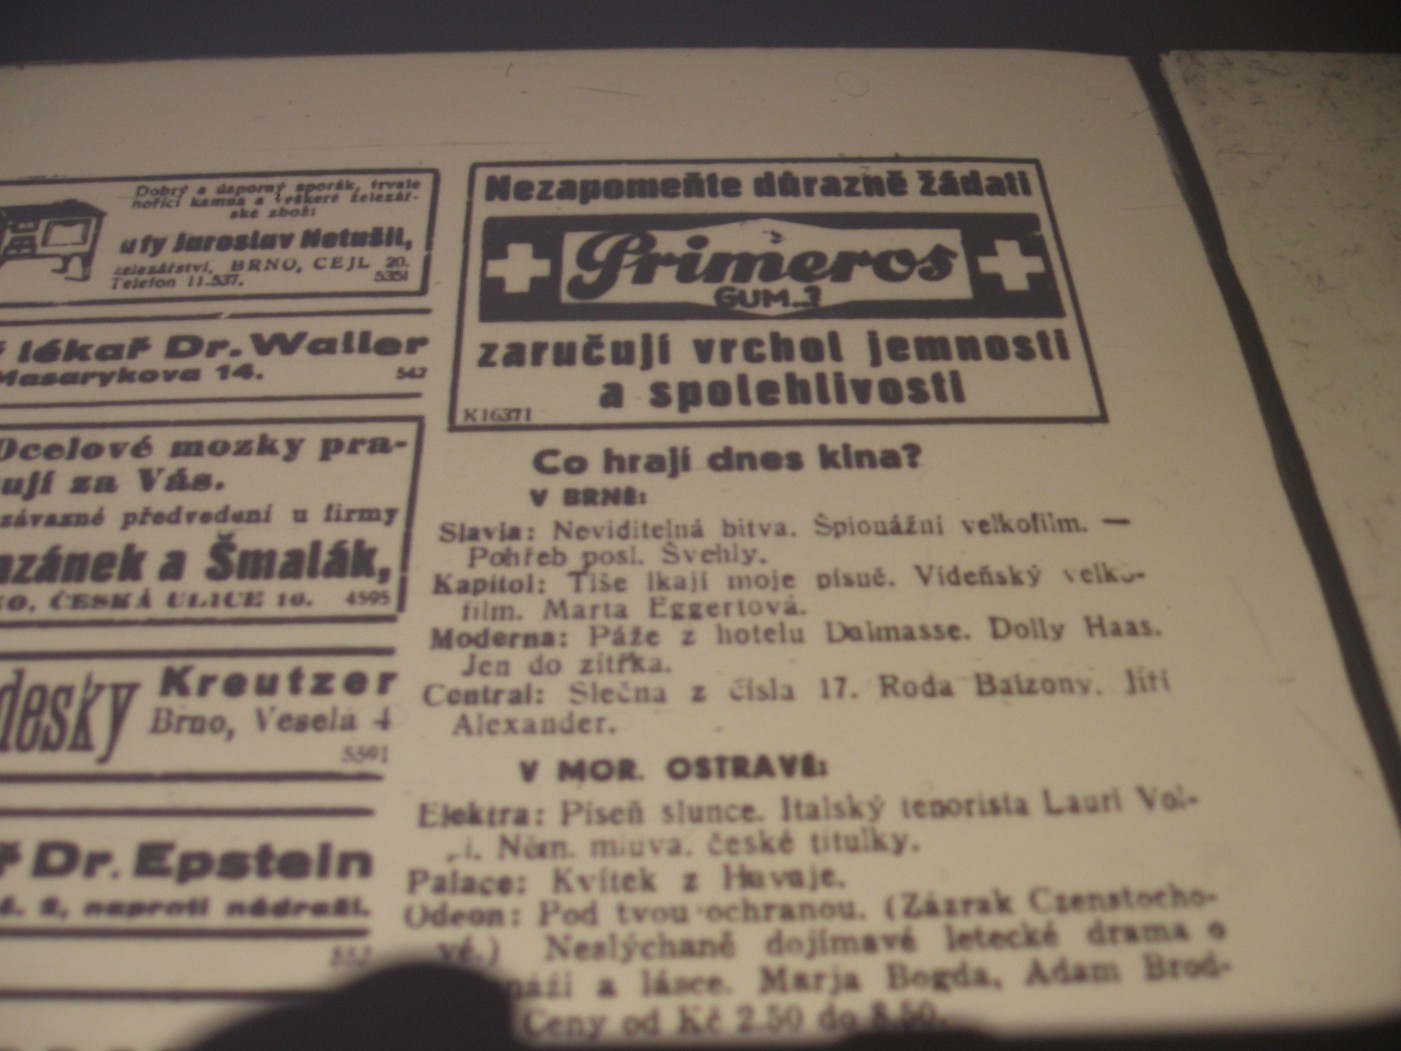 Dobrý a úsporný sporák, trvale
hořící kamna a veškeré železář-
ské zboží
u fy Jaroslav Netušil,
železářství, BRNO, CEJL 20.
Telefon 11.537. 5351
lékař Dr. Waller
Masarykova 14. 542
Ocelové mozky pra-
ují za Vás.
závazné předvedení u firmy
zánek a Šmalák,
NO, ČESKÁ ULICE 10. 4595
desky Kreutzer
Brno, Veselá 4
5591
ř Dr. Epstein
č. 2, naproti nádraží.
552
Nezapomeňte důrazně žádati
Primeros
GUM..?
zaručují vrchol jemnosti
a spolehlivosti
K16371
Co hrají dnes kina?
V BRNĚ:
Slavia: Neviditelná bitva. Špionážní velkofilm. —
Pohřeb posl. Švehly.
Kapitol: Tiše lkají moje písně. Vídeňský velko-
film. Marta Eggertová.
Moderna: Páže z hotelu Dalmasse. Dolly Haas.
Jen do zítřka.
Central: Slečna z čísla 17. Roda Baizony. Jiří
Alexander.
V MOR. OSTRAVĚ:
Elektra: Píseň slunce. Italský tenorista Lauri Vol-
i. Něm. mluva. české titulky.
Palace: Kvítek z Havaje.
Odeon: Pod tvou ochranou. (Zázrak Czenstocho-
vé.) Neslýchaně dojímavé letecké drama o
náži a lásce. Marja Bogda, Adam Brod-
Ceny od Kč 2.50 do 8.50.